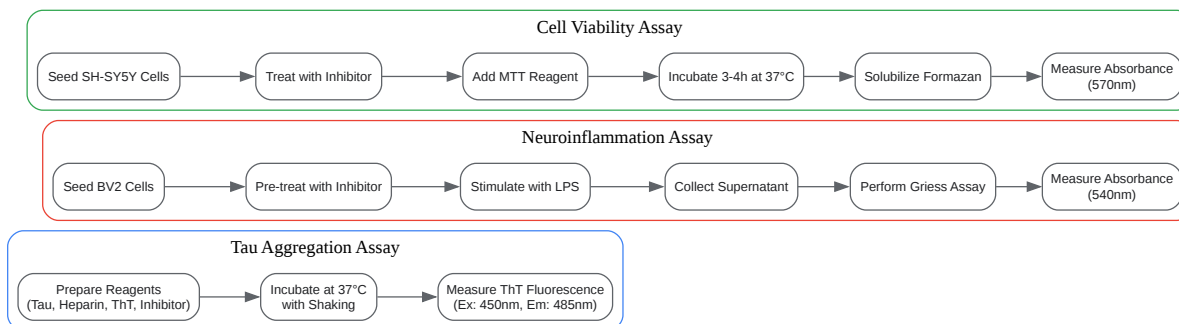 Cell Viability Assay
Seed SH-SY5Y Cells
Treat with Inhibitor
Add MTT Reagent
Incubate 3-4h at 37°C
Solubilize Formazan
Measure Absorbance
(570nm)
Neuroinflammation Assay
Seed BV2 Cells
Pre-treat with Inhibitor
Stimulate with LPS
Collect Supernatant
Perform Griess Assay
Measure Absorbance
(540nm)
Tau Aggregation Assay
Prepare Reagents
(Tau, Heparin, ThT, Inhibitor)
Incubate at 37°C
with Shaking
Measure ThT Fluorescence
(Ex: 450nm, Em: 485nm)